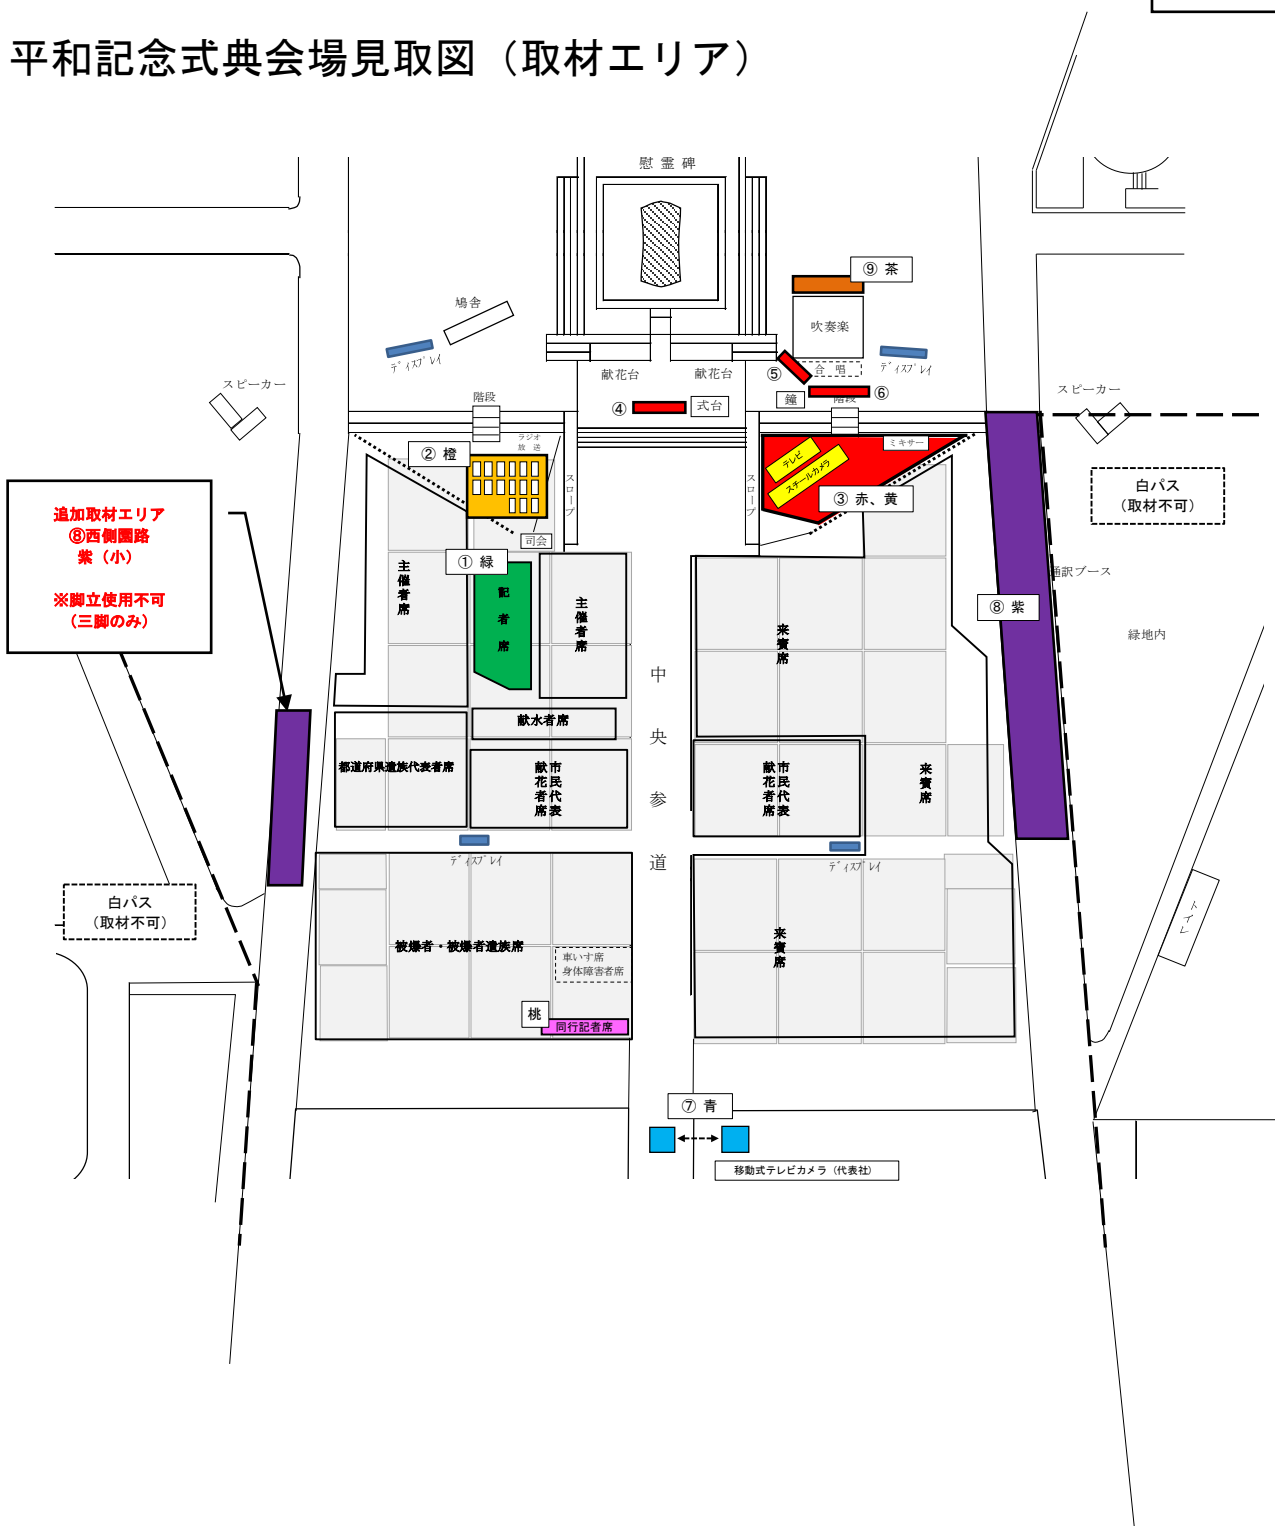 平和記念式典会場見取図（取材エリア）
慰霊碑
⑨ 茶
鳩舎
吹奏楽
ディスプレイ
ディスプレイ
⑤
合唱
献花台
献花台
スピーカー
スピーカー
階段
④
式台
鐘
階段
⑥
ラジオ
放送
② 橙
ミキサー
テレビ
スチールカメラ
③ 赤、黄
スロープ
スロープ
白パス
（取材不可）
追加取材エリア
⑧西側園路
紫（小）
※脚立使用不可
（三脚のみ）
司会
① 緑
主催者席
記者席
主催者席
来賓席
通訳ブース
⑧ 紫
緑地内
中央参道
献水者席
都道府県遺族代表者席
市民代表
献花者席
市民代表
献花者席
来賓席
ディスプレイ
ディスプレイ
白パス
（取材不可）
トイレ
被爆者・被爆者遺族席
車いす席
身体障害者席
来賓席
桃
同行記者席
⑦ 青
移動式テレビカメラ（代表社）